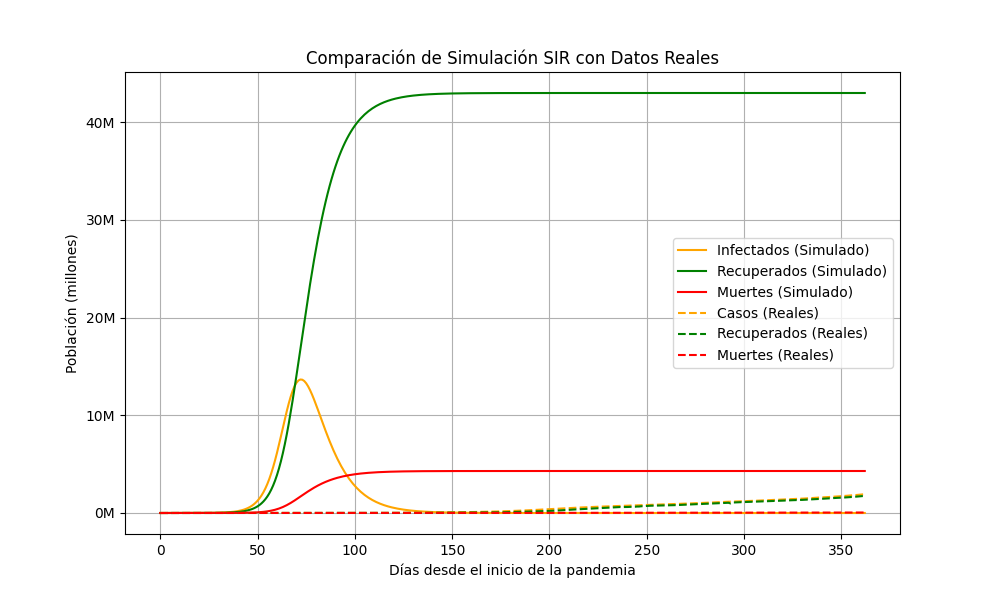 Comparación de Simulación SIR con Datos Reales
Población (millones)
40M
30M
20M
10M
0M
Infectados (Simulado)
Recuperados (Simulado)
Muertes (Simulado)
Casos (Reales)
Recuperados (Reales)
Muertes (Reales)
0 50 100 150 200 250 300 350
Días desde el inicio de la pandemia